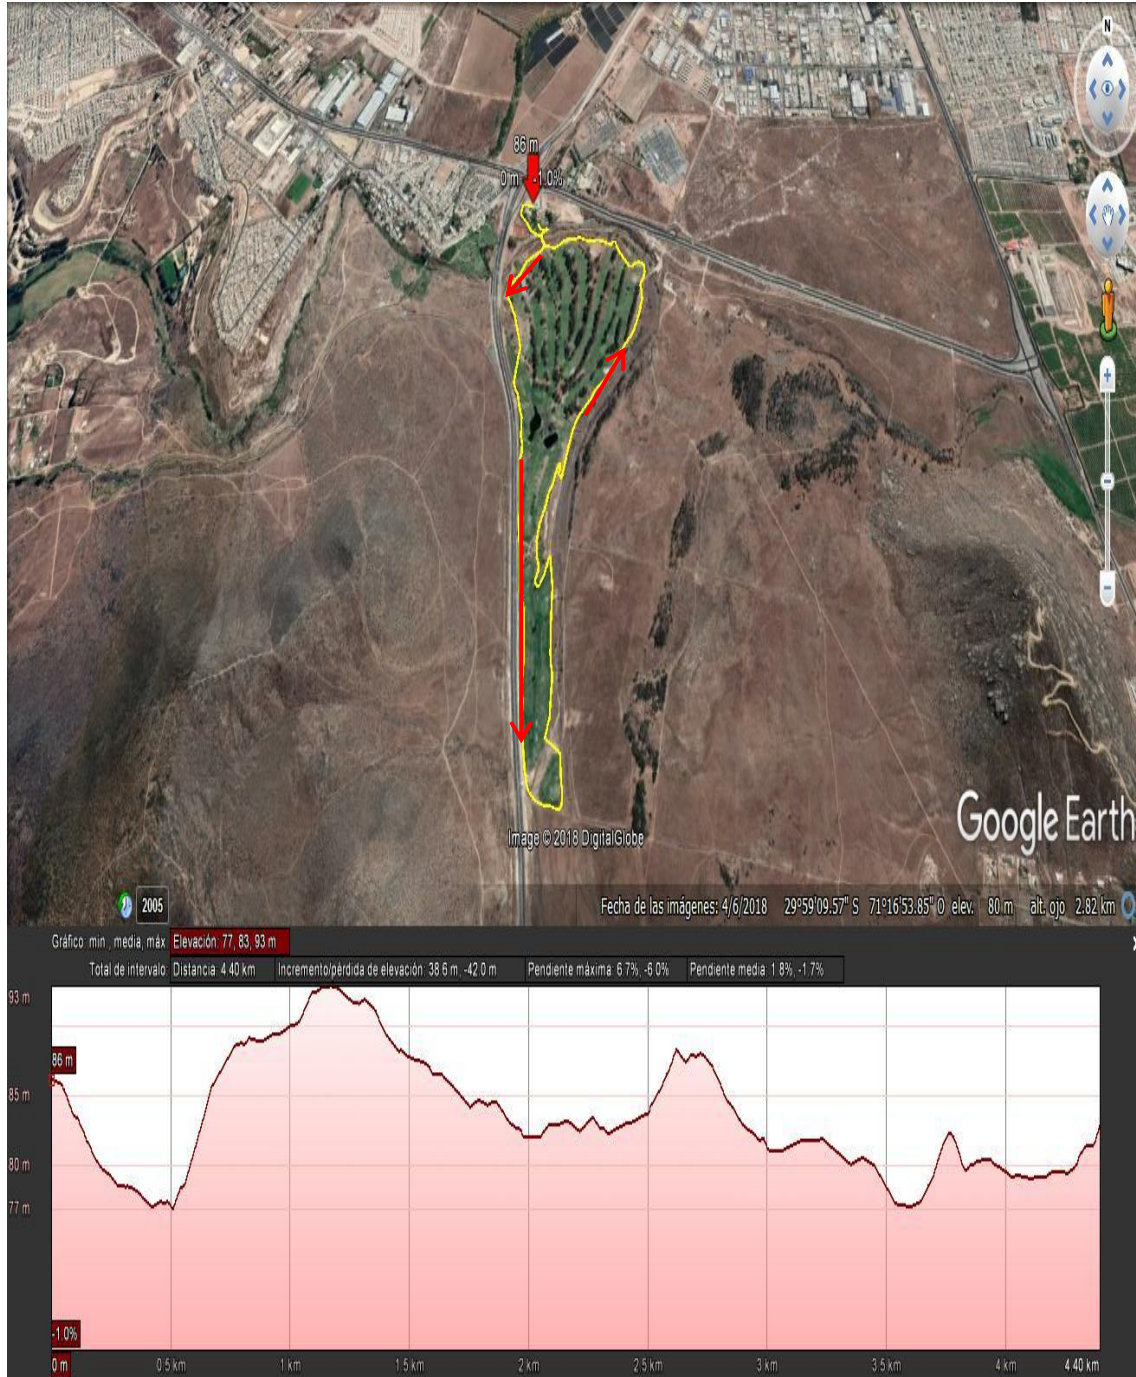 N
86 m
0 m -1.0%
Google Earth
Image © 2018 DigitalGlobe
2005
Fecha de las imágenes: 4/6/2018 29°59'09.57" S 71°16'53.85" O elev. 80 m alt. ojo 2.82 km
Gráfico: min., media, máx Elevación: 77, 83, 93 m
Total de intervalo: Distancia: 4.40 km Incremento/pérdida de elevación: 38.6 m, -42.0 m Pendiente máxima: 6.7%, -6.0% Pendiente media: 1.8%, -1.7%
93 m
86 m
85 m
80 m
77 m
-1.0%
0 m 0.5 km 1 km 1.5 km 2 km 2.5 km 3 km 3.5 km 4 km 4.40 km